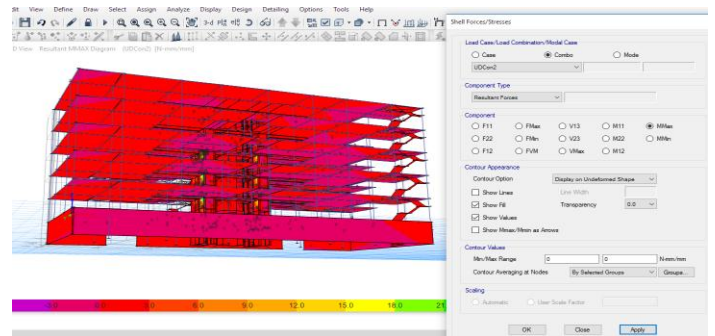 dit View Define Draw Select Assign Analyze Display Design Detailing Options Tools Help
D View Resultant MMAX Diagram (UDCon2) [N-mm/mm]
6.0 9.0 12.0 15.0 18.0 21
Shell Forces/Stresses
Load Case/Load Combination/Modal Case
Case Combo Mode
UDCon2
Component Type
Resultant Forces
Component
F11 FMax V13 M11 MMax
F22 FMin V23 M22 MMin
F12 FVM VMax M12
Contour Appearance
Contour Option Display on Undeformed Shape
Show Lines Line Width
Show Fill Transparency 0.0
Show Values
Show Mmax/Mmin as Arrows
Contour Values
Min/Max Range 0 0 N-mm/mm
Contour Averaging at Nodes By Selected Groups Groups...
Scaling
Automatic User Scale Factor
OK Close Apply